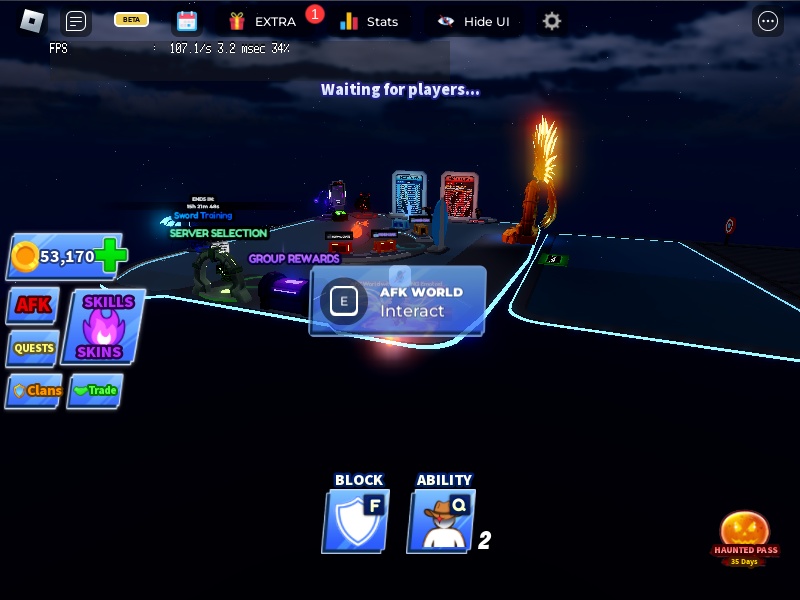 BETA
EXTRA
1
Stats
Hide UI
FPS : 107.1/s 3.2 msec 34%
Waiting for players...
ENDS IN:
Sword Training
SERVER SELECTION
GROUP REWARDS
53,170
E
AFK WORLD
Interact
AFK
SKILLS
SKINS
QUESTS
Clans
Trade
BLOCK
ABILITY
F
Q
2
HAUNTED PASS
35 Days